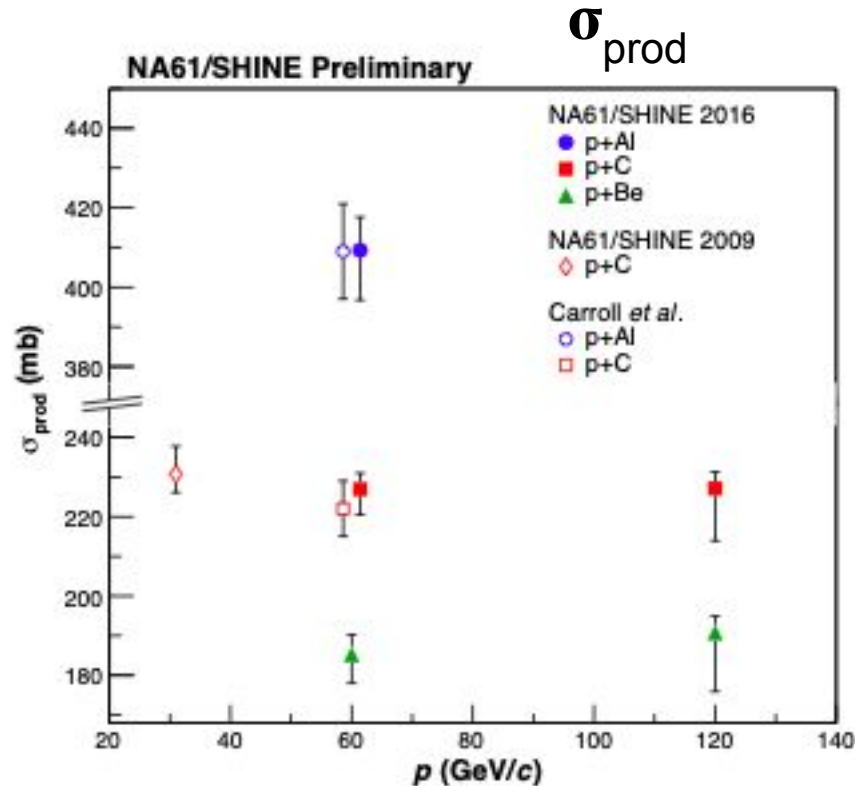 σprod
NA61/SHINE Preliminary
NA61/SHINE 2016
p+Al
p+C
p+Be
NA61/SHINE 2009
p+C
Carroll et al.
p+Al
p+C
σprod (mb)
440
420
400
380
240
220
200
180
20 40 60 80 100 120 140
p (GeV/c)